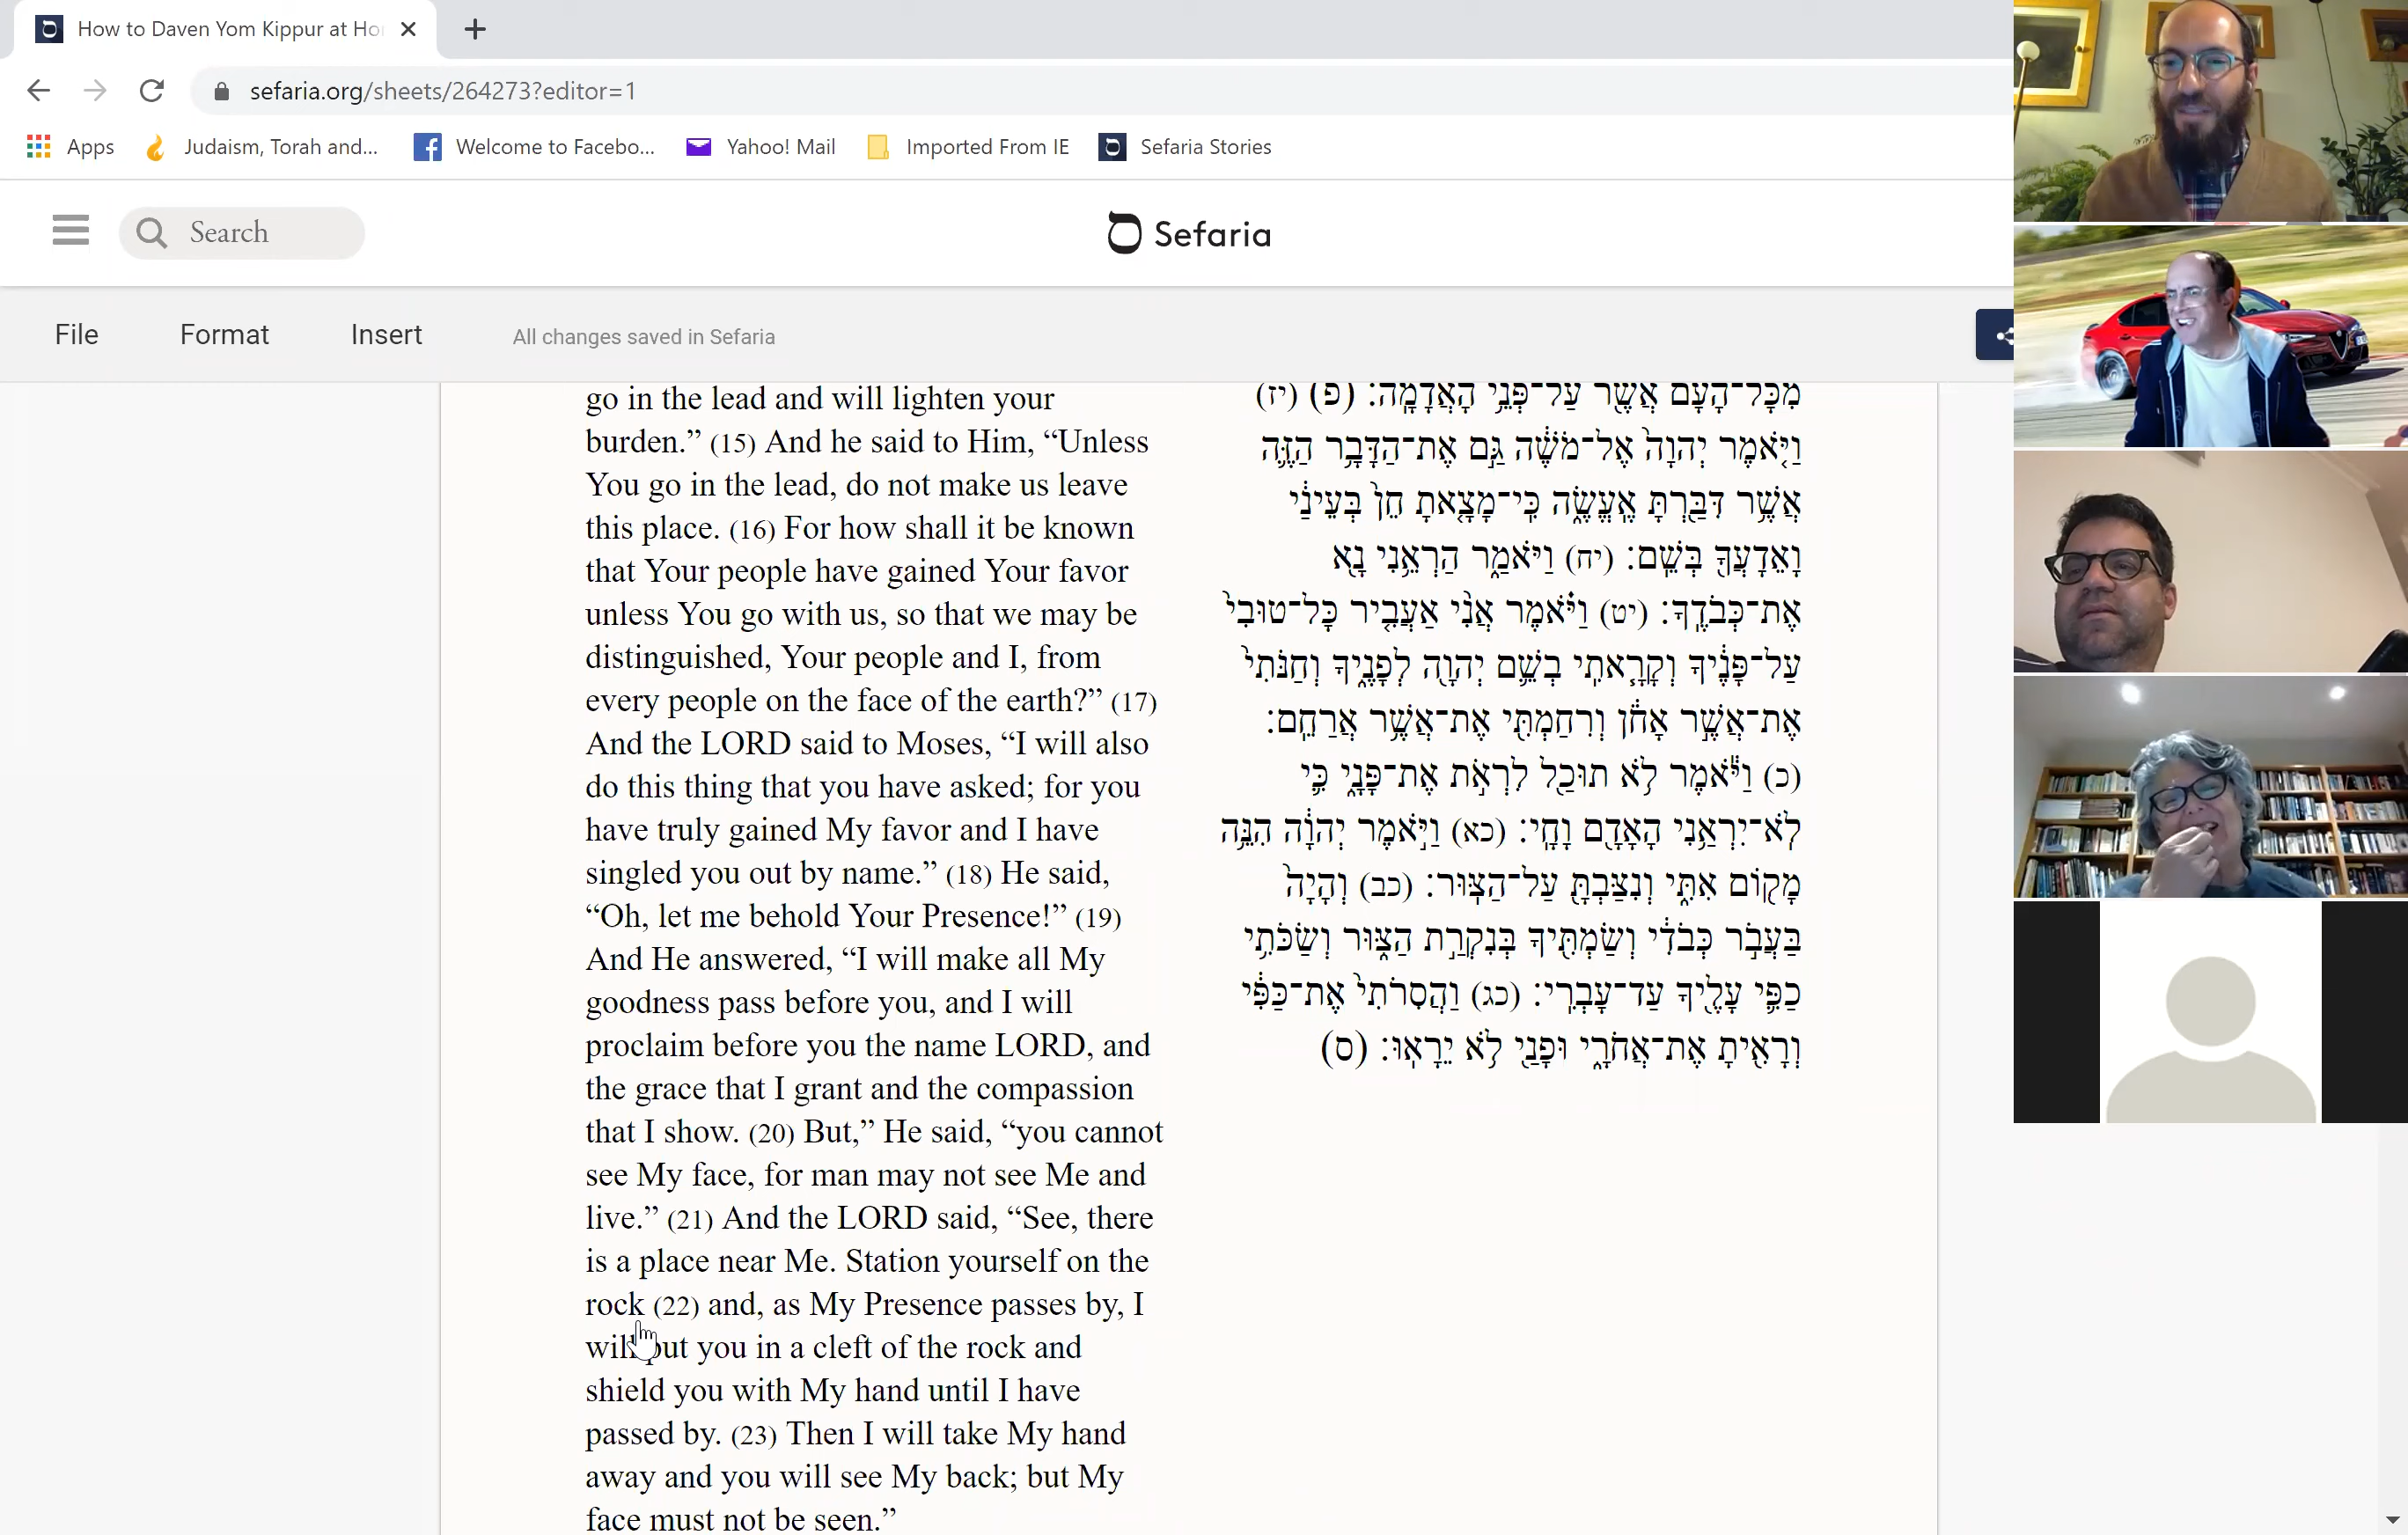 How to Daven Yom Kippur at Ho
sefaria.org/sheets/264273?editor=1
Apps
Judaism, Torah and...
Welcome to Facebo...
Yahoo! Mail
Imported From IE
Sefaria Stories
Search
Sefaria
File
Format
Insert
All changes saved in Sefaria
go in the lead and will lighten your
burden.” (15) And he said to Him, “Unless
You go in the lead, do not make us leave
this place. (16) For how shall it be known
that Your people have gained Your favor
unless You go with us, so that we may be
distinguished, Your people and I, from
every people on the face of the earth?” (17)
And the LORD said to Moses, “I will also
do this thing that you have asked; for you
have truly gained My favor and I have
singled you out by name.” (18) He said,
“Oh, let me behold Your Presence!” (19)
And He answered, “I will make all My
goodness pass before you, and I will
proclaim before you the name LORD, and
the grace that I grant and the compassion
that I show. (20) But,” He said, “you cannot
see My face, for man may not see Me and
live.” (21) And the LORD said, “See, there
is a place near Me. Station yourself on the
rock (22) and, as My Presence passes by, I
will put you in a cleft of the rock and
shield you with My hand until I have
passed by. (23) Then I will take My hand
away and you will see My back; but My
face must not be seen.”
מִכׇּל־הָעָם אֲשֶׁר עַל־פְּנֵי הָאֲדָמָה׃ (פ) (יז)
וַיֹּאמֶר יְהֹוָה אֶל־מֹשֶׁה גַּם אֶת־הַדָּבָר הַזֶּה
אֲשֶׁר דִּבַּרְתָּ אֶעֱשֶׂה כִּי־מָצָאתָ חֵן בְּעֵינַי
וָאֵדָעֲךָ בְּשֵׁם׃ (יח) וַיֹּאמַר הַרְאֵנִי נָא
אֶת־כְּבֹדֶךָ׃ (יט) וַיֹּאמֶר אֲנִי אַעֲבִיר כׇּל־טוּבִי
עַל־פָּנֶיךָ וְקָרָאתִי בְשֵׁם יְהֹוָה לְפָנֶיךָ וְחַנֹּתִי
אֶת־אֲשֶׁר אָחֹן וְרִחַמְתִּי אֶת־אֲשֶׁר אֲרַחֵם׃
(כ) וַיֹּאמֶר לֹא תוּכַל לִרְאֹת אֶת־פָּנָי כִּי
לֹא־יִרְאַנִי הָאָדָם וָחָי׃ (כא) וַיֹּאמֶר יְהֹוָה הִנֵּה
מָקוֹם אִתִּי וְנִצַּבְתָּ עַל־הַצּוּר׃ (כב) וְהָיָה
בַּעֲבֹר כְּבֹדִי וְשַׂמְתִּיךָ בְּנִקְרַת הַצּוּר וְשַׂכֹּתִי
כַפִּי עָלֶיךָ עַד־עׇבְרִי׃ (כג) וַהֲסִרֹתִי אֶת־כַּפִּי
וְרָאִיתָ אֶת־אֲחֹרָי וּפָנַי לֹא יֵרָאוּ׃ (ס)